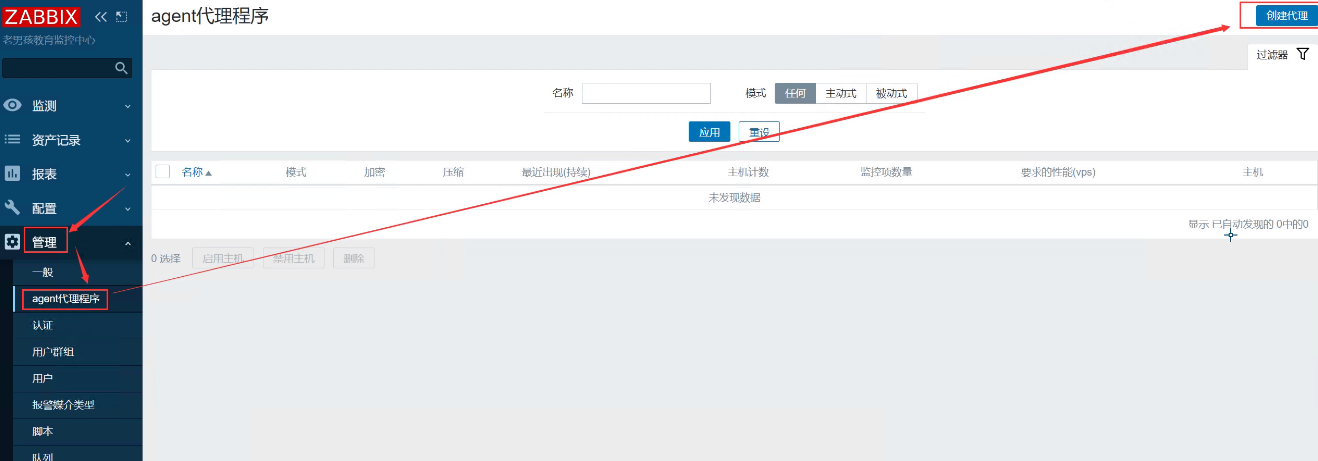 ZABBIX
老男孩教育监控中心
监测
资产记录
报表
配置
管理
一般
agent代理程序
认证
用户群组
用户
报警媒介类型
脚本
队列
agent代理程序
创建代理
过滤器
名称
模式 任何 主动式 被动式
应用 重设
名称 模式 加密 压缩 最近出现(持续) 主机计数 监控项数量 要求的性能(vps) 主机
未发现数据
显示 已自动发现的 0中的0
0 选择 启用主机 禁用主机 删除